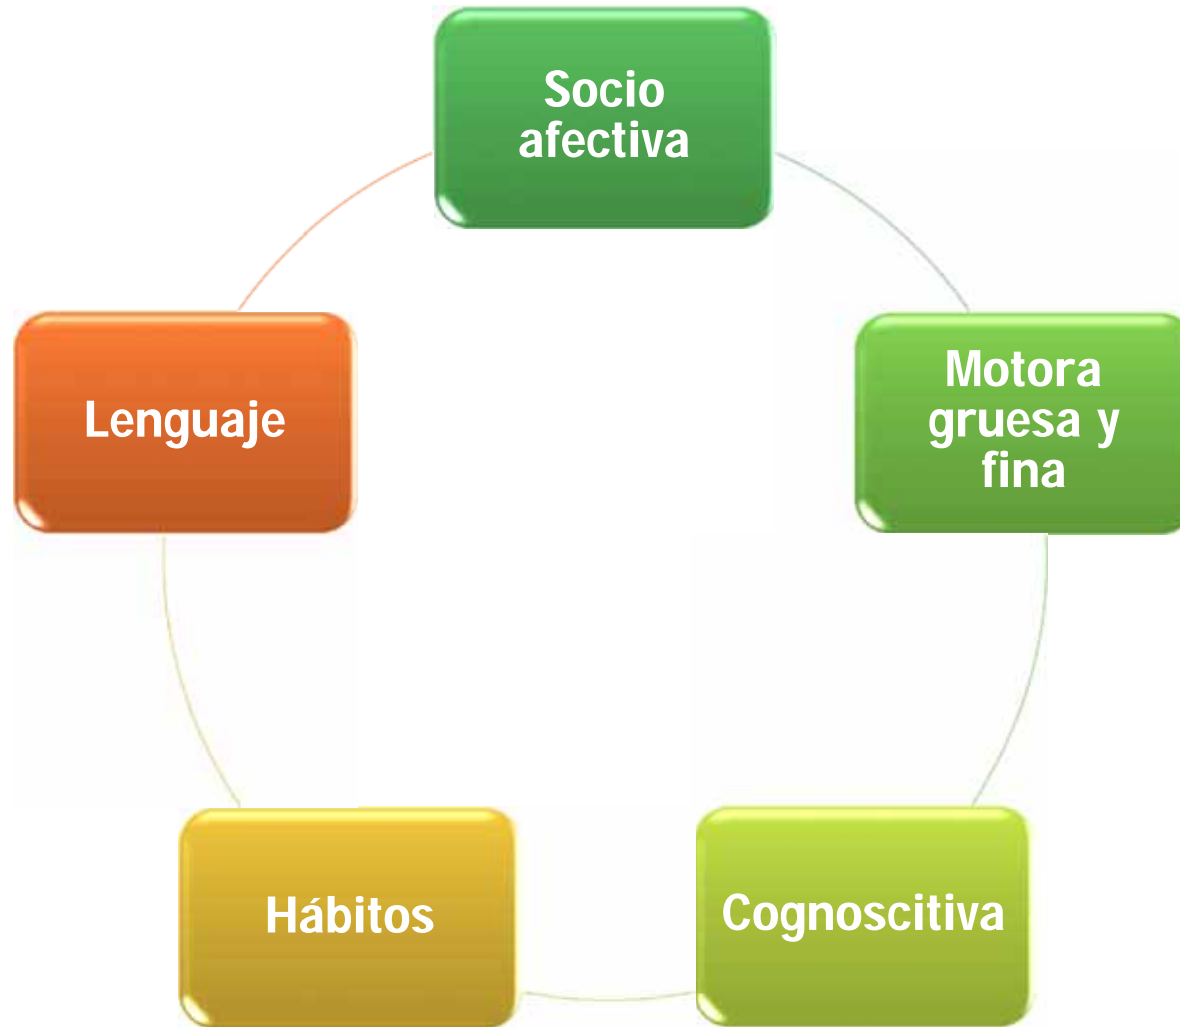 Socio
afectiva
Motora
gruesa y
fina
Cognoscitiva
Hábitos
Lenguaje